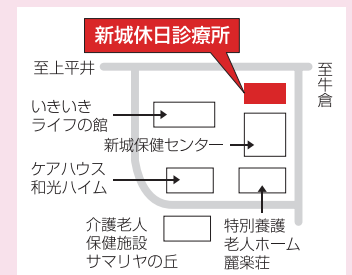 新城休日診療所
至上平井
至牛倉
いきいき
ライフの館
新城保健センター
ケアハウス
和光ハイム
介護老人
保健施設
サマリヤの丘
特別養護
老人ホーム
麗楽荘